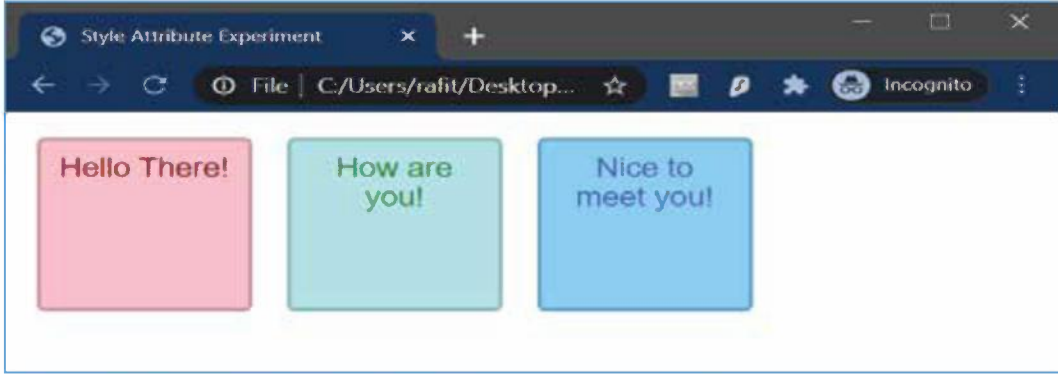 Style Attribute Experiment
File | C:/Users/rafit/Desktop...
Incognito
Hello There!
How are
you!
Nice to
meet you!